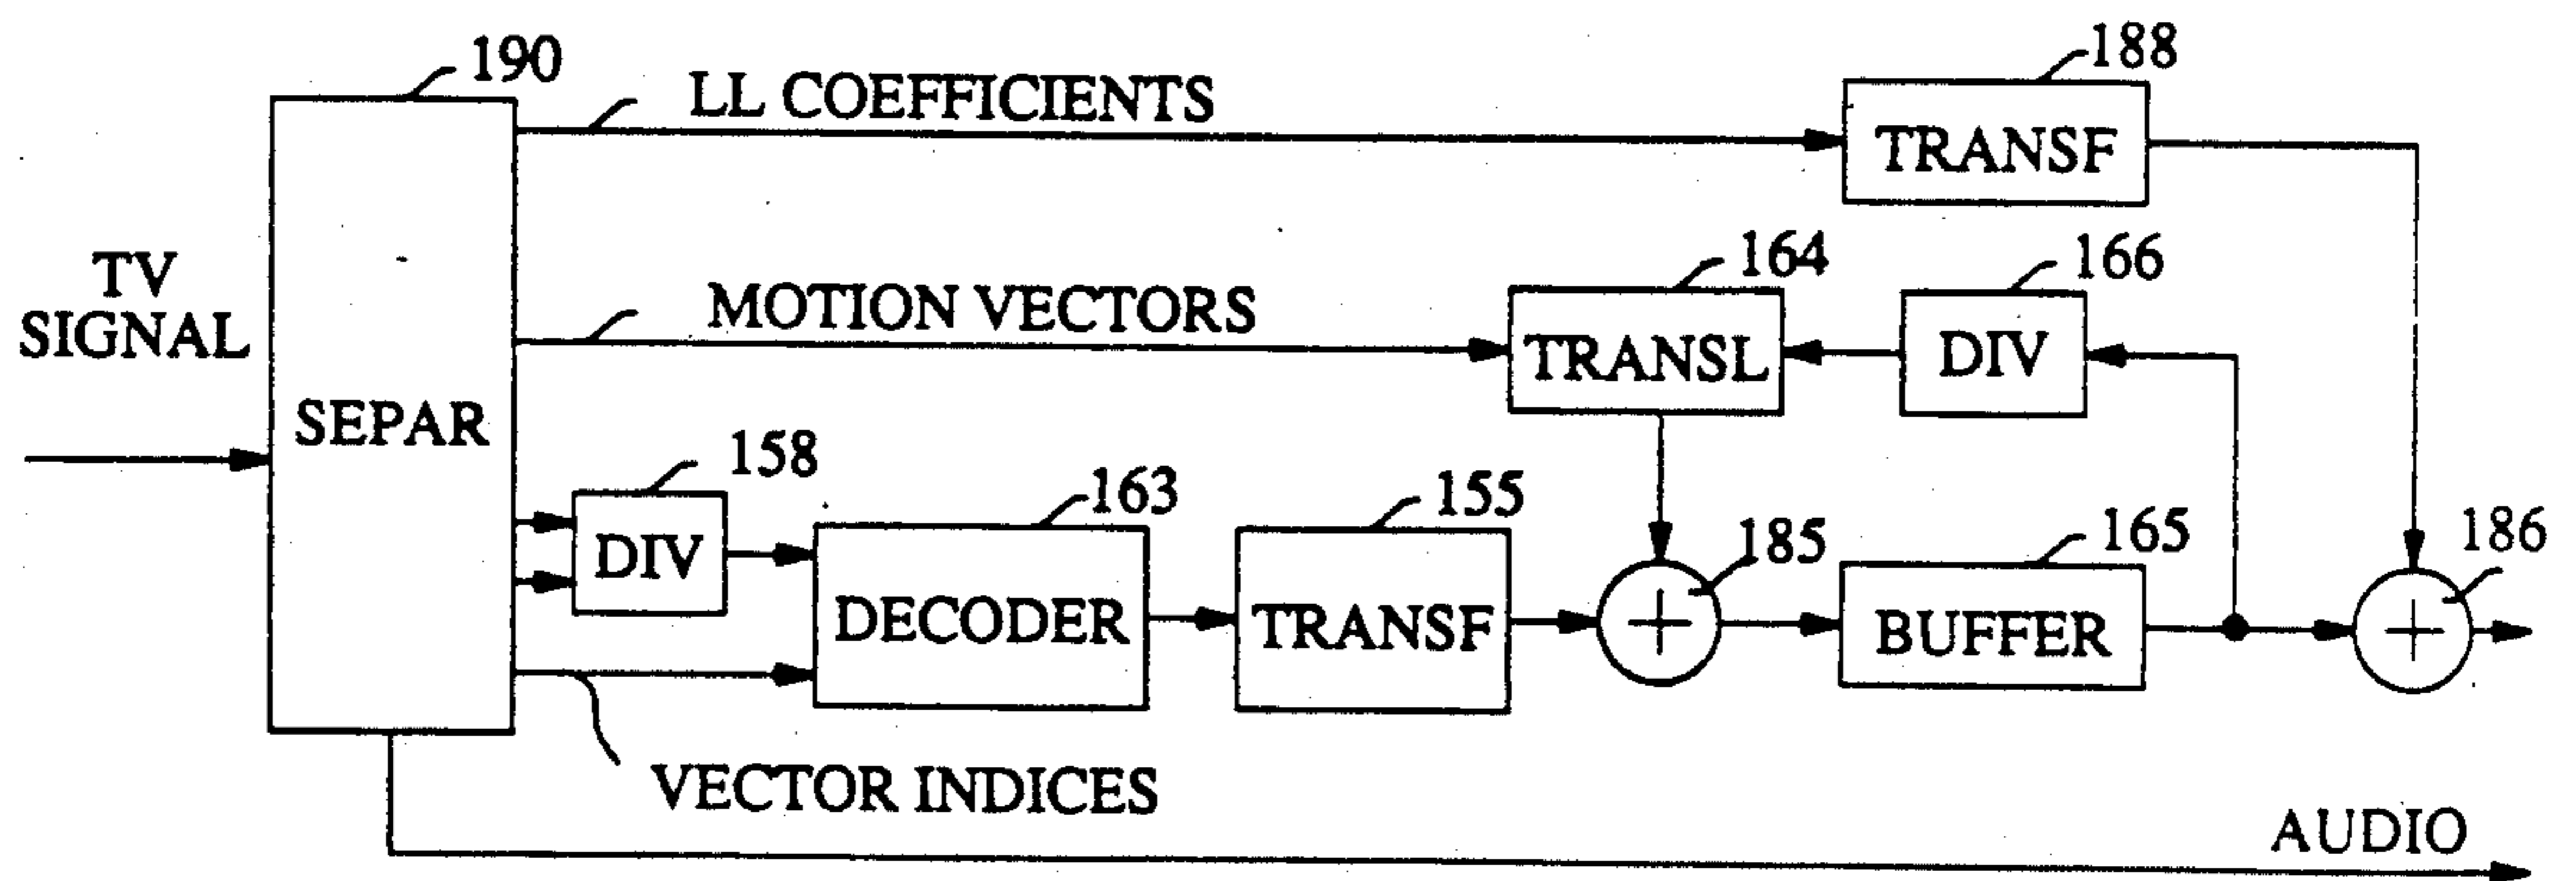 190
LL COEFFICIENTS
188
TRANSF
TV
SIGNAL
SEPAR
MOTION VECTORS
164
TRANSL
166
DIV
158
DIV
163
DECODER
155
TRANSF
185
+
165
BUFFER
186
+
VECTOR INDICES
AUDIO